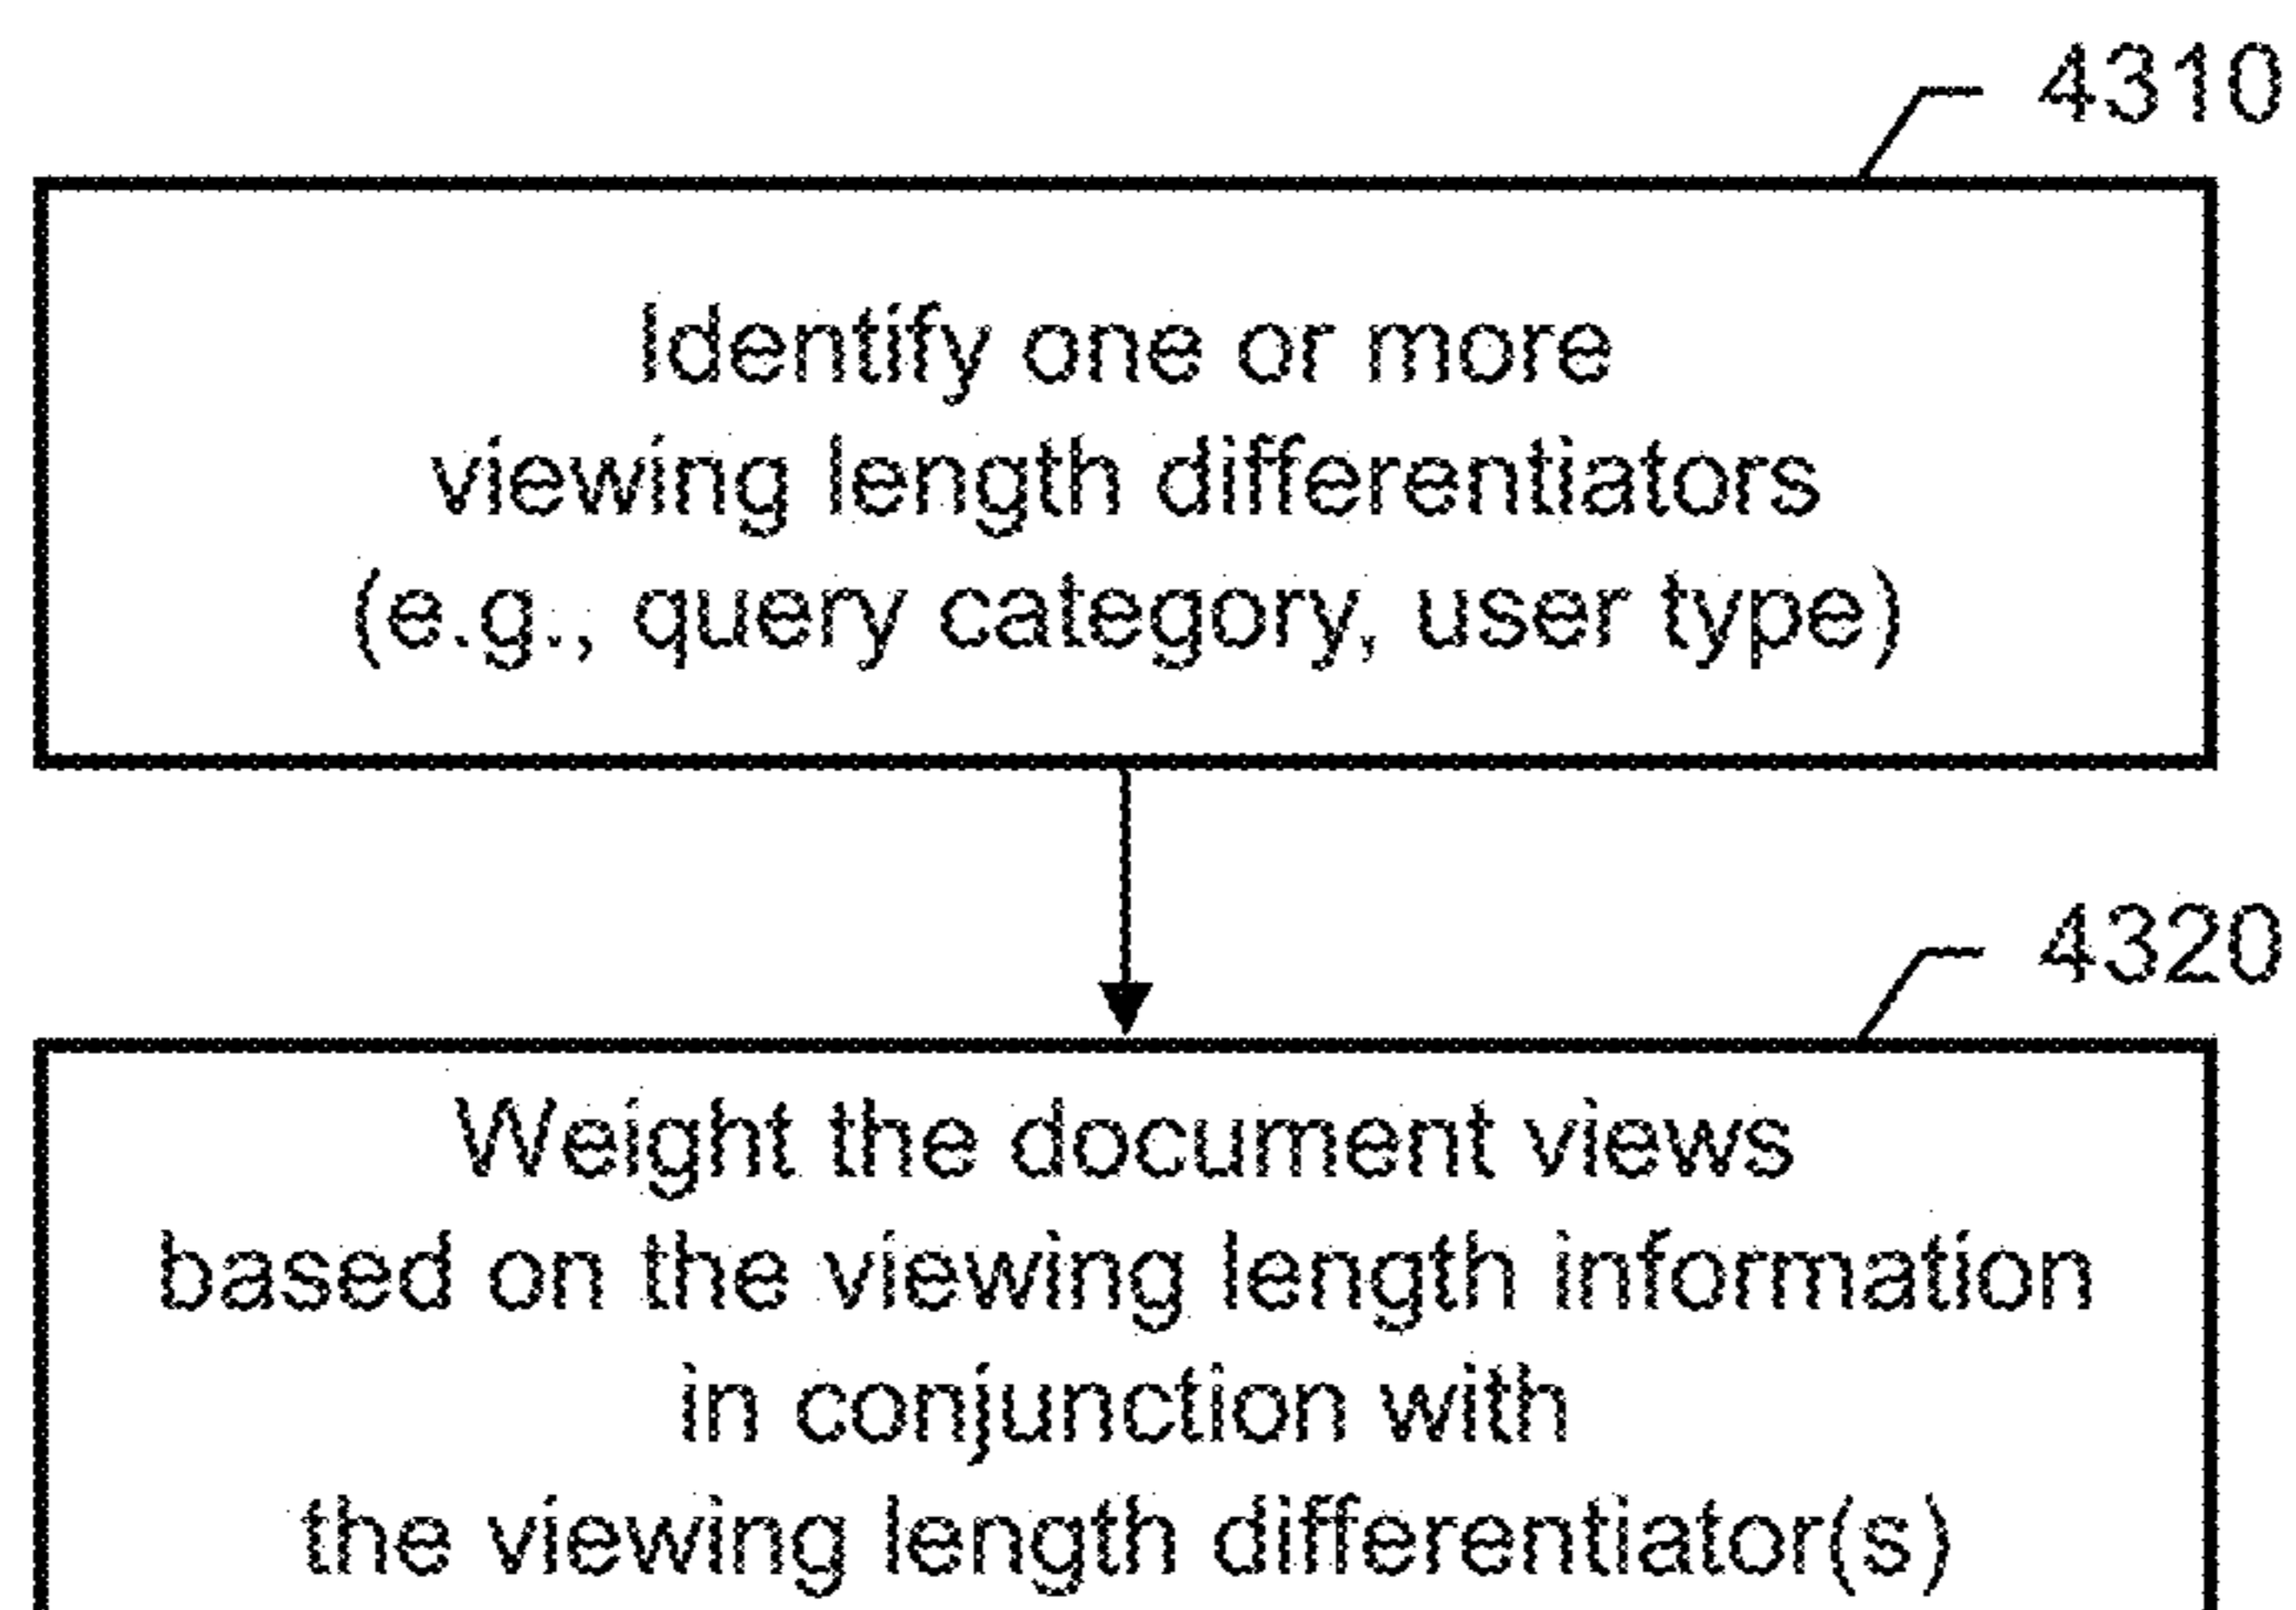 4310
Identify one or more
viewing length differentiators
(e.g., query category, user type)
4320
Weight the document views
based on the viewing length information
in conjunction with
the viewing length differentiator(s)